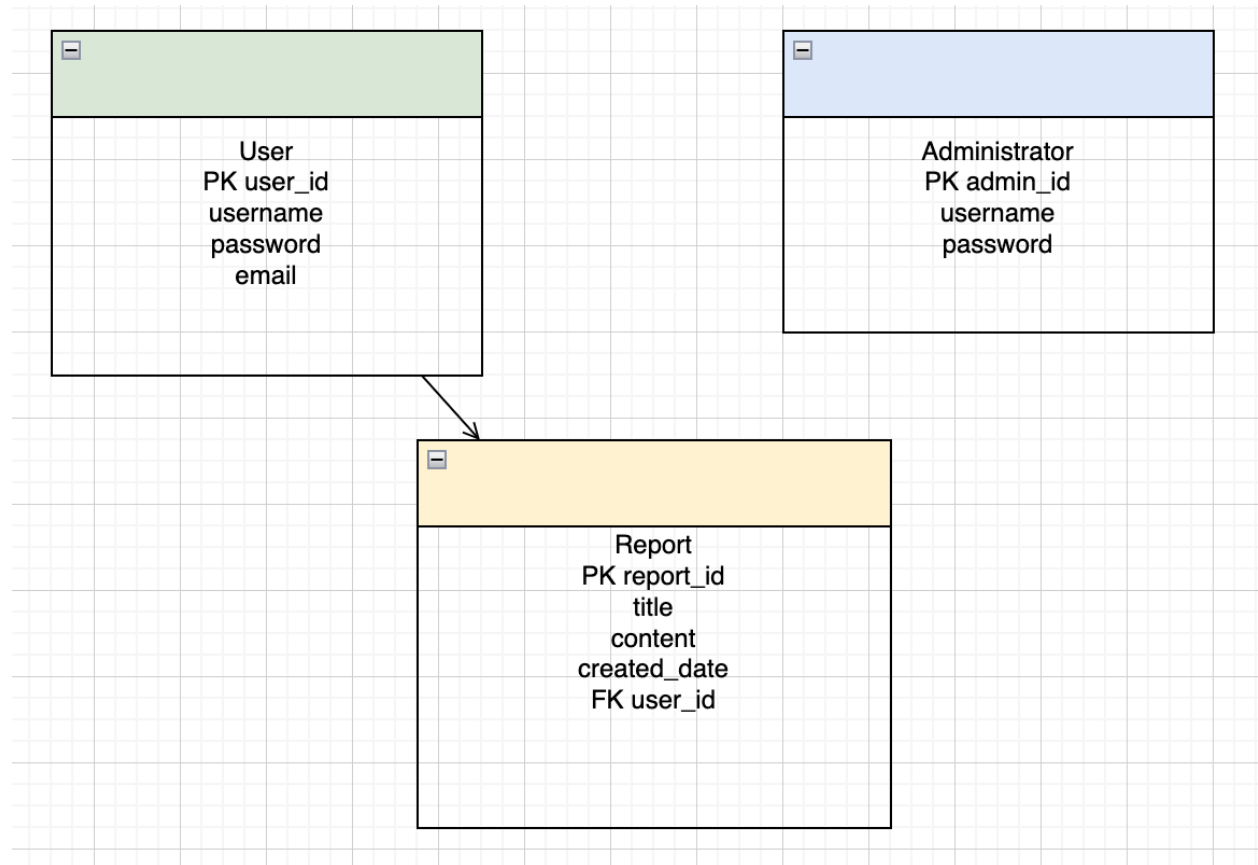 User
PK user_id
username
password
email
Administrator
PK admin_id
username
password
Report
PK report_id
title
content
created_date
FK user_id